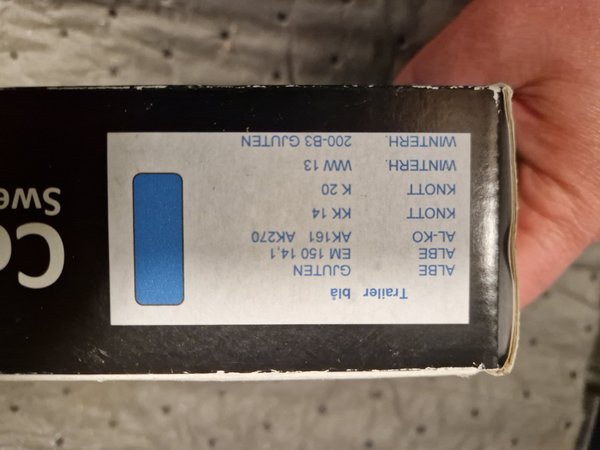 Trailer blå
ALBE GJUTEN
ALBE EM 150 14,1
AL-KO AK161 AK270
KNOTT KK 14
KNOTT K 20
WINTERH. WW 13
WINTERH. 200-B3 GJUTEN